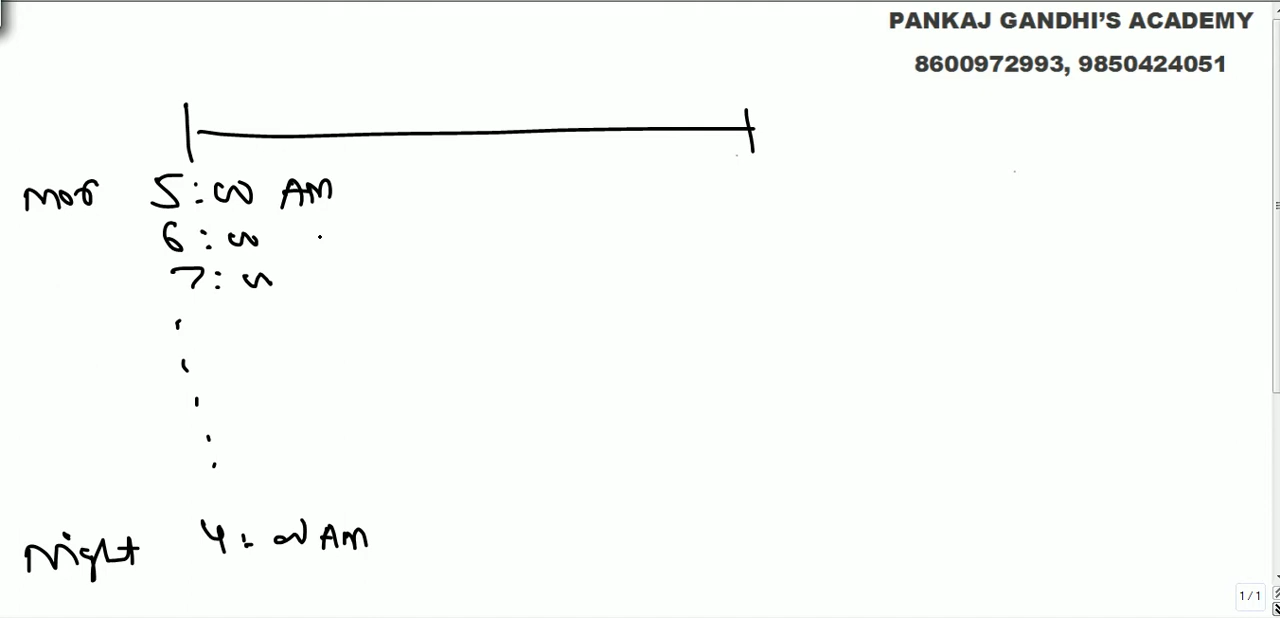 PANKAJ GANDHI'S ACADEMY
8600972993, 9850424051
mor 5:00 AM
6:00
7:00
Night 4:00 AM
1/1